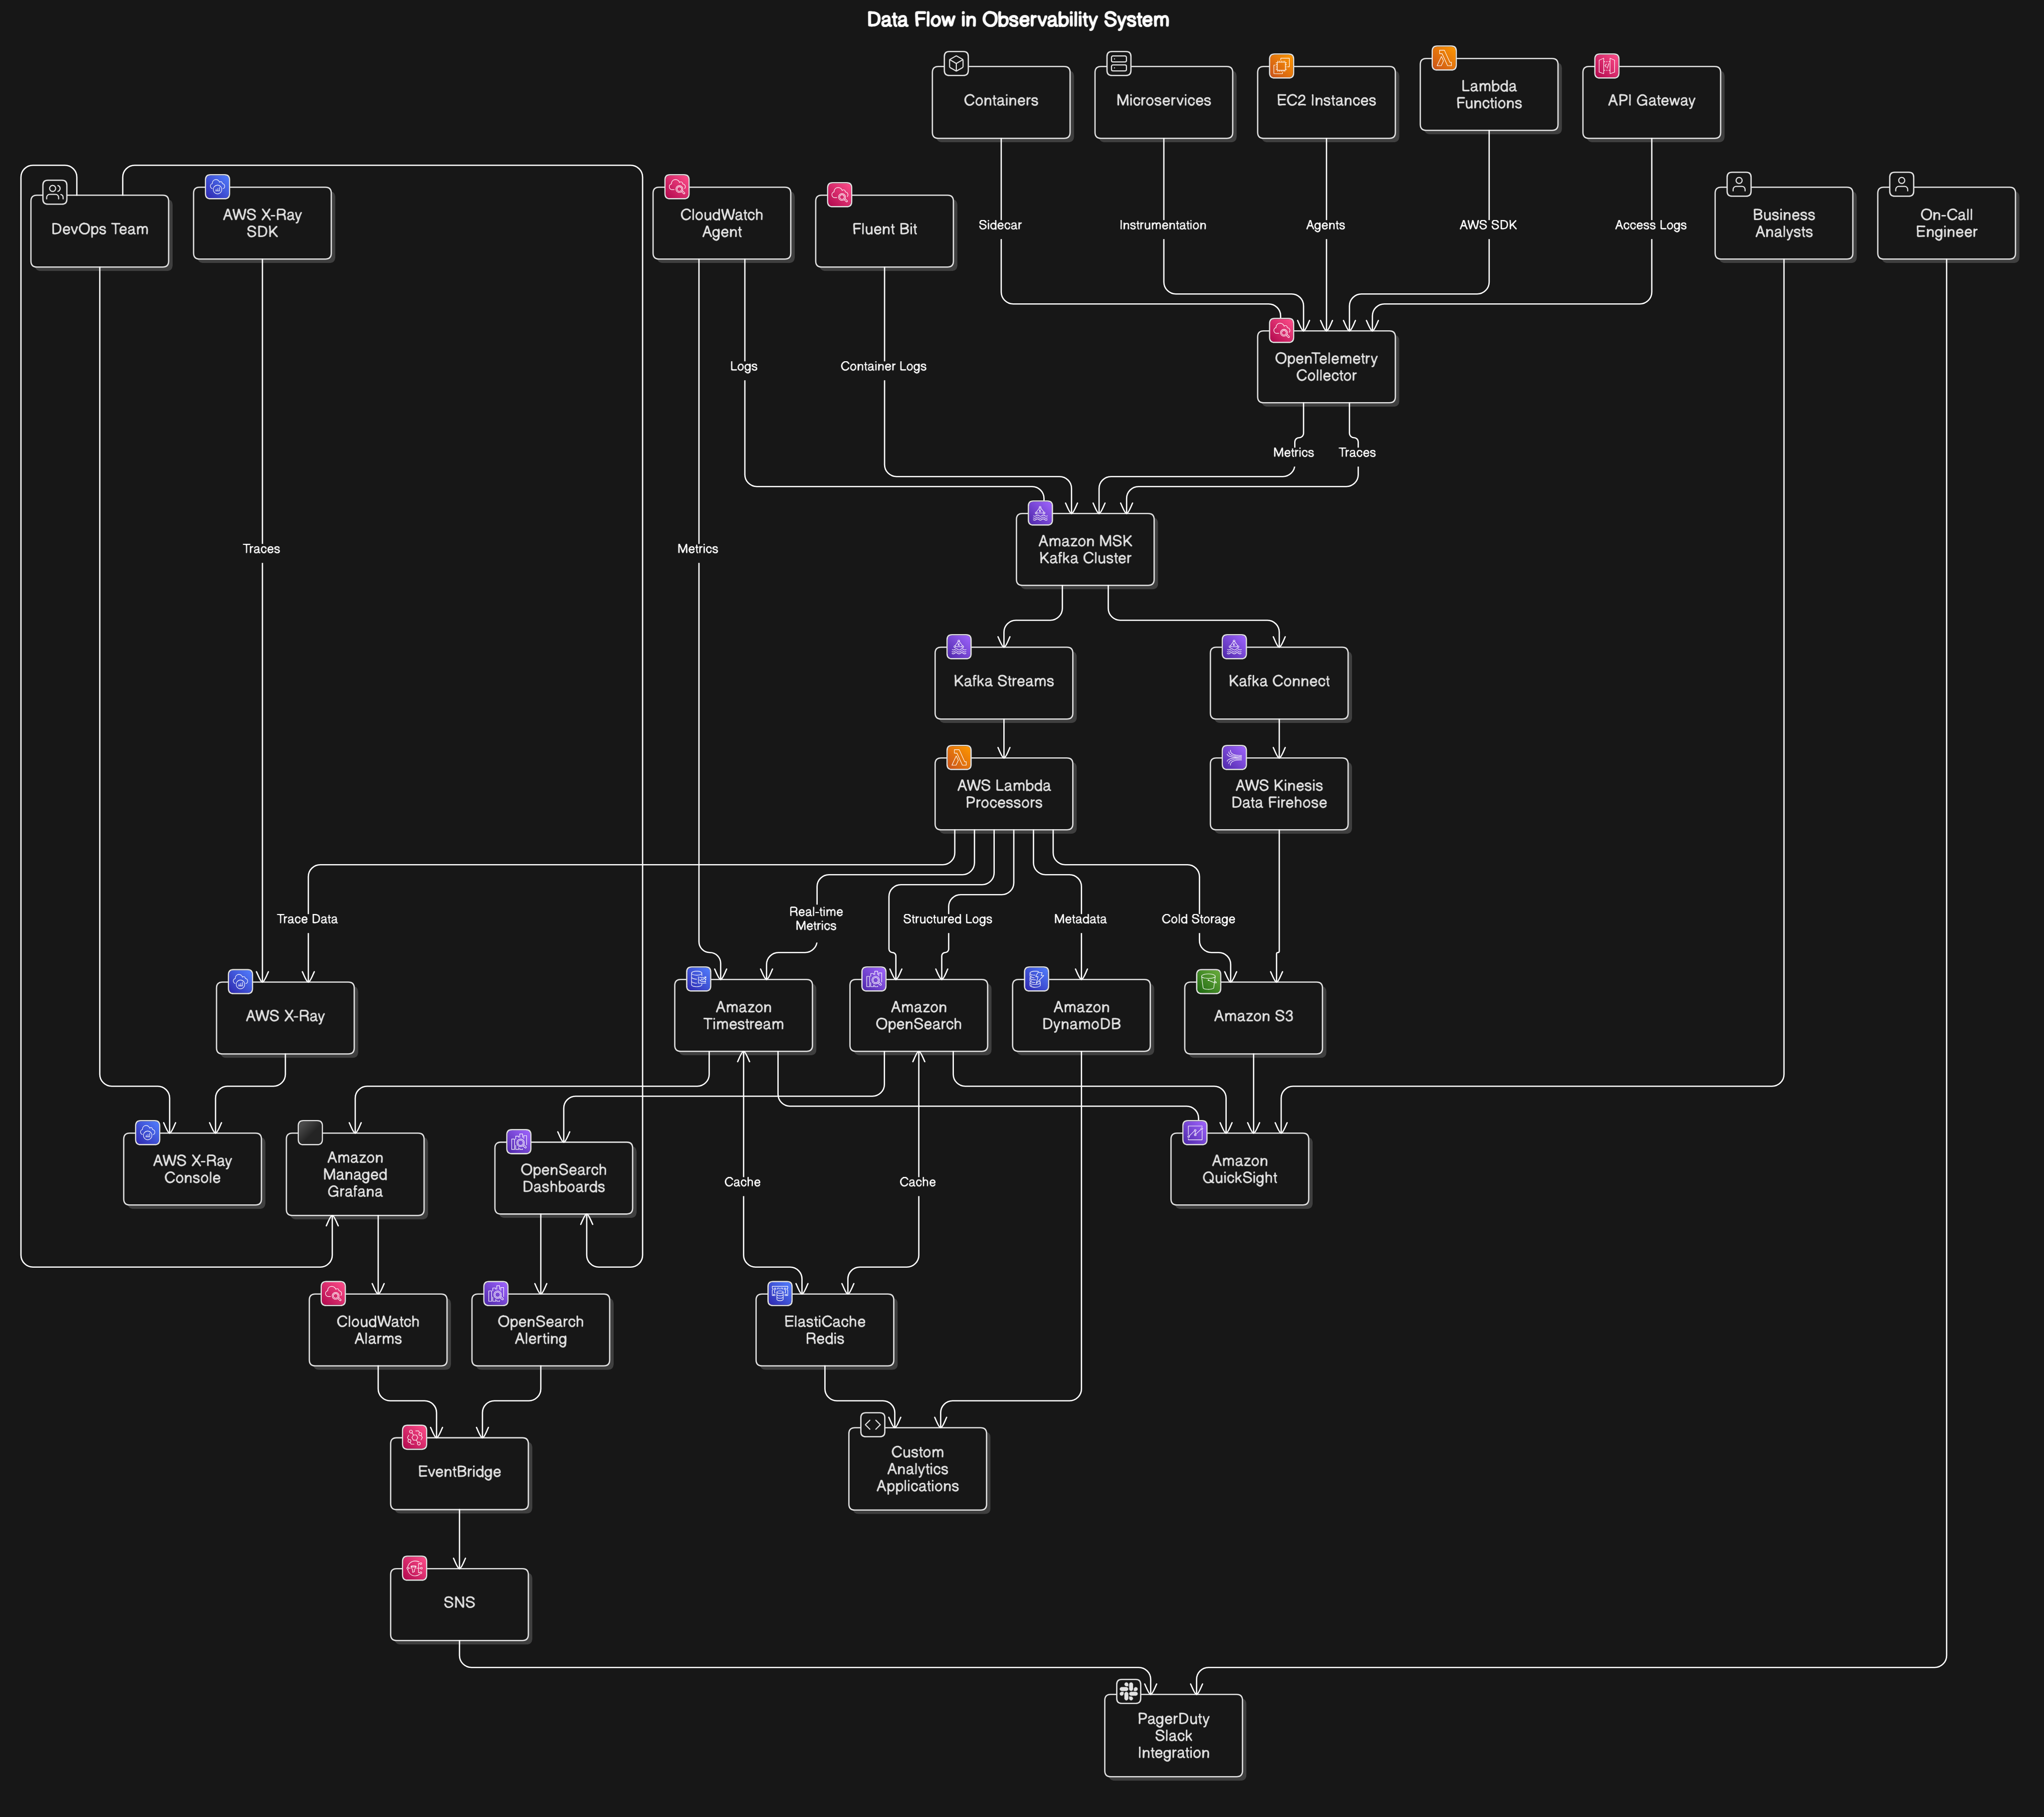 Data Flow in Observability System
Containers
Microservices
EC2 Instances
Lambda
Functions
API Gateway
DevOps Team
AWS X-Ray
SDK
CloudWatch
Agent
Fluent Bit
Sidecar
Instrumentation
Agents
AWS SDK
Access Logs
Business
Analysts
On-Call
Engineer
Logs
Container Logs
OpenTelemetry
Collector
Metrics
Traces
Traces
Metrics
Amazon MSK
Kafka Cluster
Kafka Streams
Kafka Connect
AWS Lambda
Processors
AWS Kinesis
Data Firehose
Trace Data
Real-time
Metrics
Structured Logs
Metadata
Cold Storage
AWS X-Ray
Amazon
Timestream
Amazon
OpenSearch
Amazon
DynamoDB
Amazon S3
AWS X-Ray
Console
Amazon
Managed
Grafana
OpenSearch
Dashboards
Cache
Cache
Amazon
QuickSight
CloudWatch
Alarms
OpenSearch
Alerting
ElastiCache
Redis
EventBridge
Custom
Analytics
Applications
SNS
PagerDuty
Slack
Integration